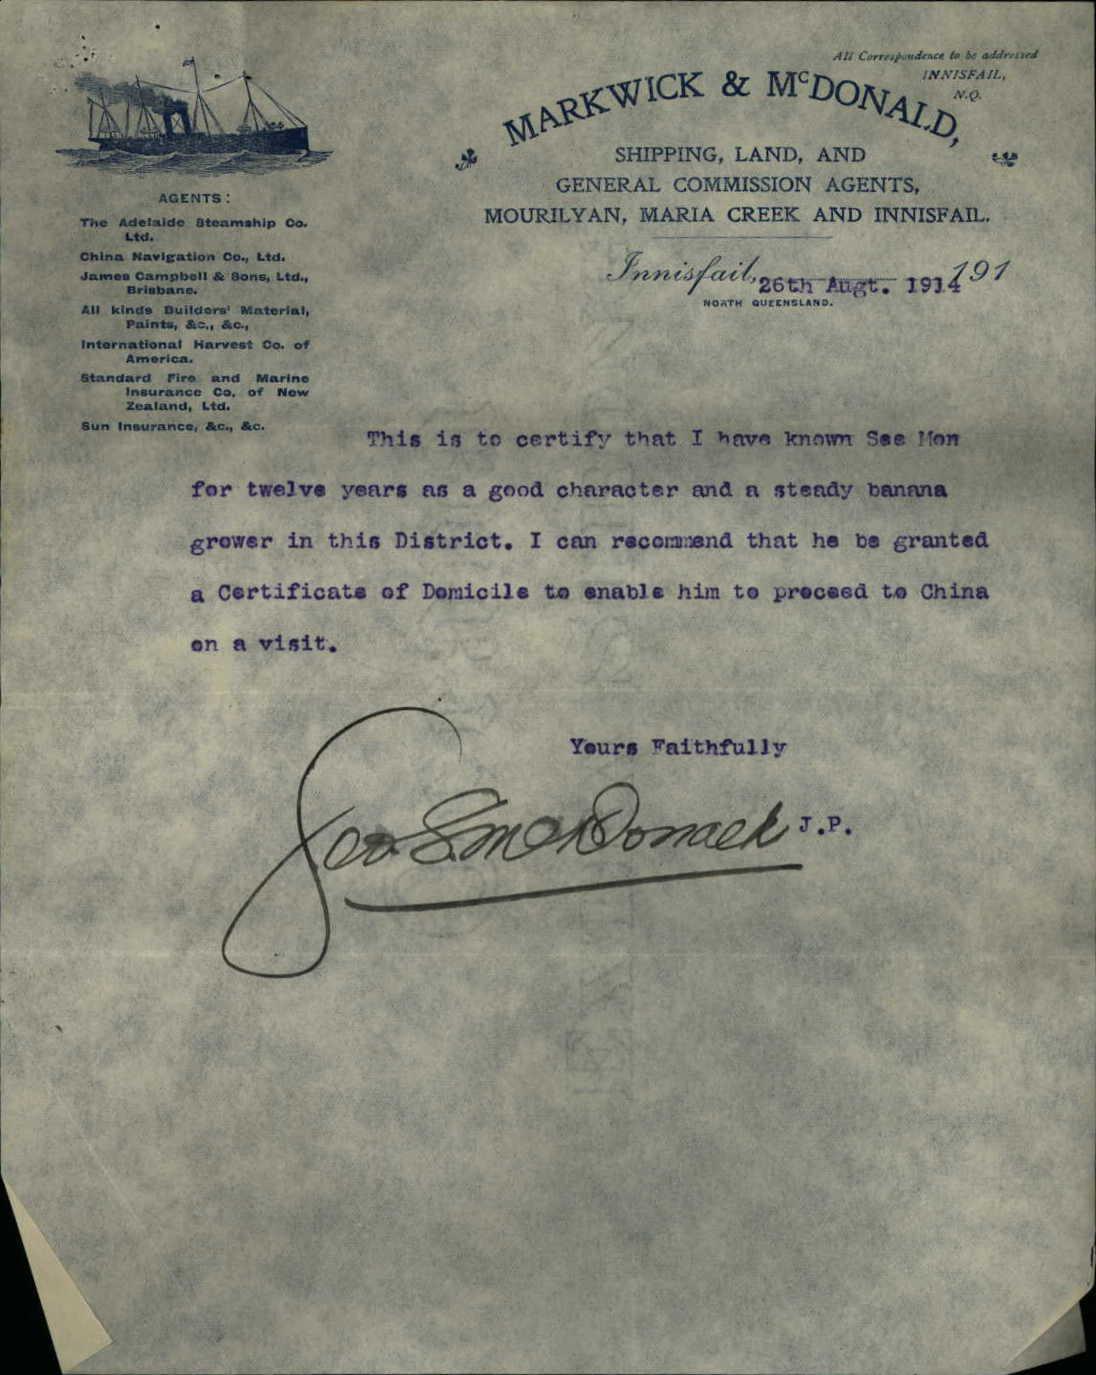 All Correspondence to be addressed
INNISFAIL,
N.Q.
MARKWICK & McDONALD,
SHIPPING, LAND, AND
GENERAL COMMISSION AGENTS,
MOURILYAN, MARIA CREEK AND INNISFAIL.
Innisfail, 26th Augt. 1914 191
NORTH QUEENSLAND.
AGENTS:
The Adelaide Steamship Co.
Ltd.
China Navigation Co., Ltd.
James Campbell & Sons, Ltd.,
Brisbane.
All kinds Builders' Material,
Paints, &c., &c.,
International Harvest Co. of
America.
Standard Fire and Marine
Insurance Co. of New
Zealand, Ltd.
Sun Insurance, &c., &c.
This is to certify that I have known See Mon
for twelve years as a good character and a steady banana
grower in this District. I can recommend that he be granted
a Certificate of Domicile to enable him to proceed to China
on a visit.
Yours Faithfully
Geo S McDonald J.P.